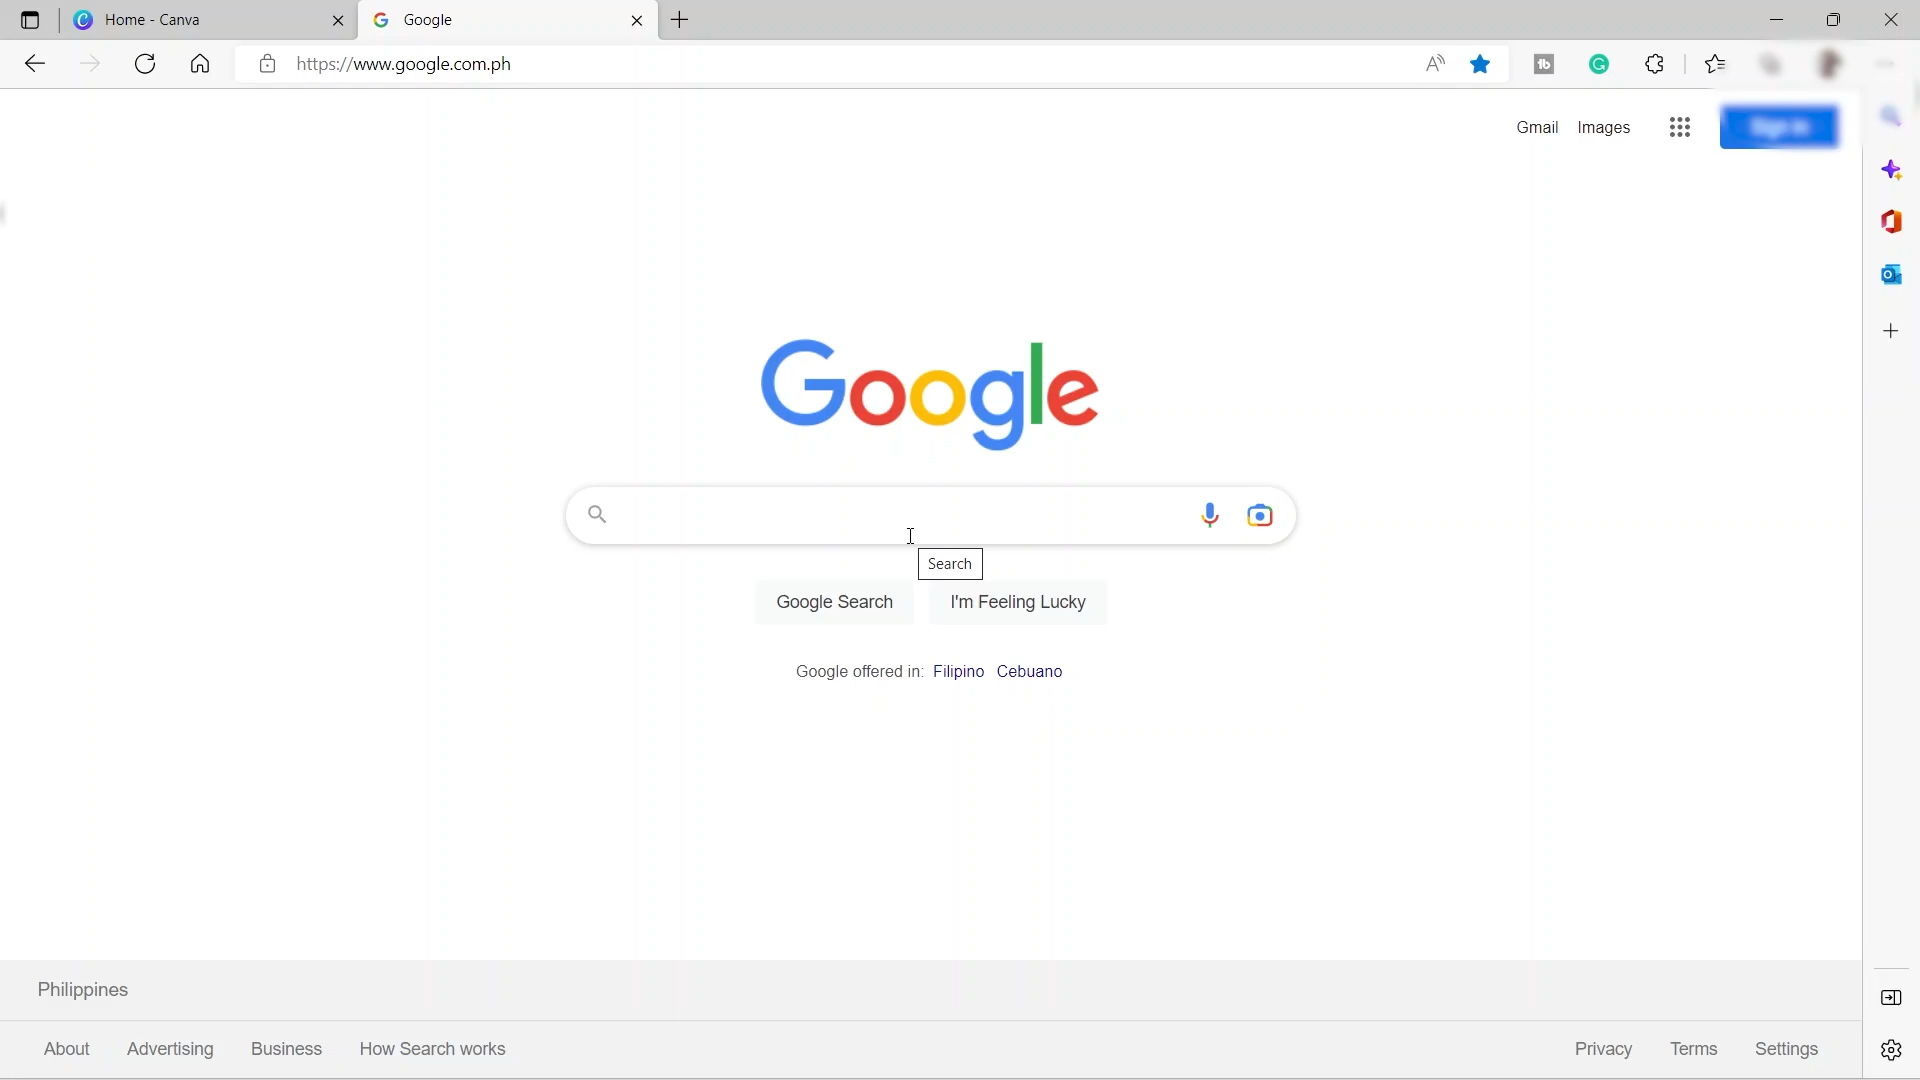 Home - Canva
Google
https://www.google.com.ph
Gmail Images
Google
Search
Google Search I'm Feeling Lucky
Google offered in: Filipino Cebuano
Philippines
About Advertising Business How Search works Privacy Terms Settings